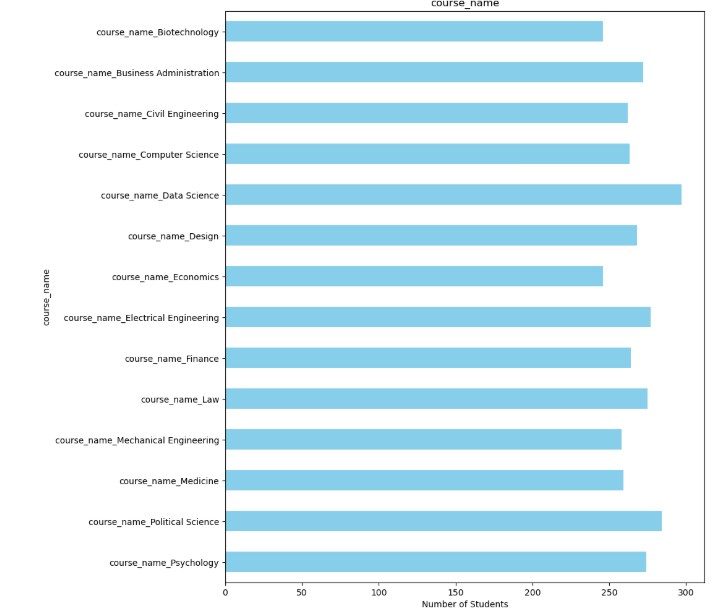 course_name
course_name_Biotechnology
course_name_Business Administration
course_name_Civil Engineering
course_name_Computer Science
course_name_Data Science
course_name_Design
course_name_Economics
course_name_Electrical Engineering
course_name_Finance
course_name_Law
course_name_Mechanical Engineering
course_name_Medicine
course_name_Political Science
course_name_Psychology
course_name
0 50 100 150 200 250 300
Number of Students